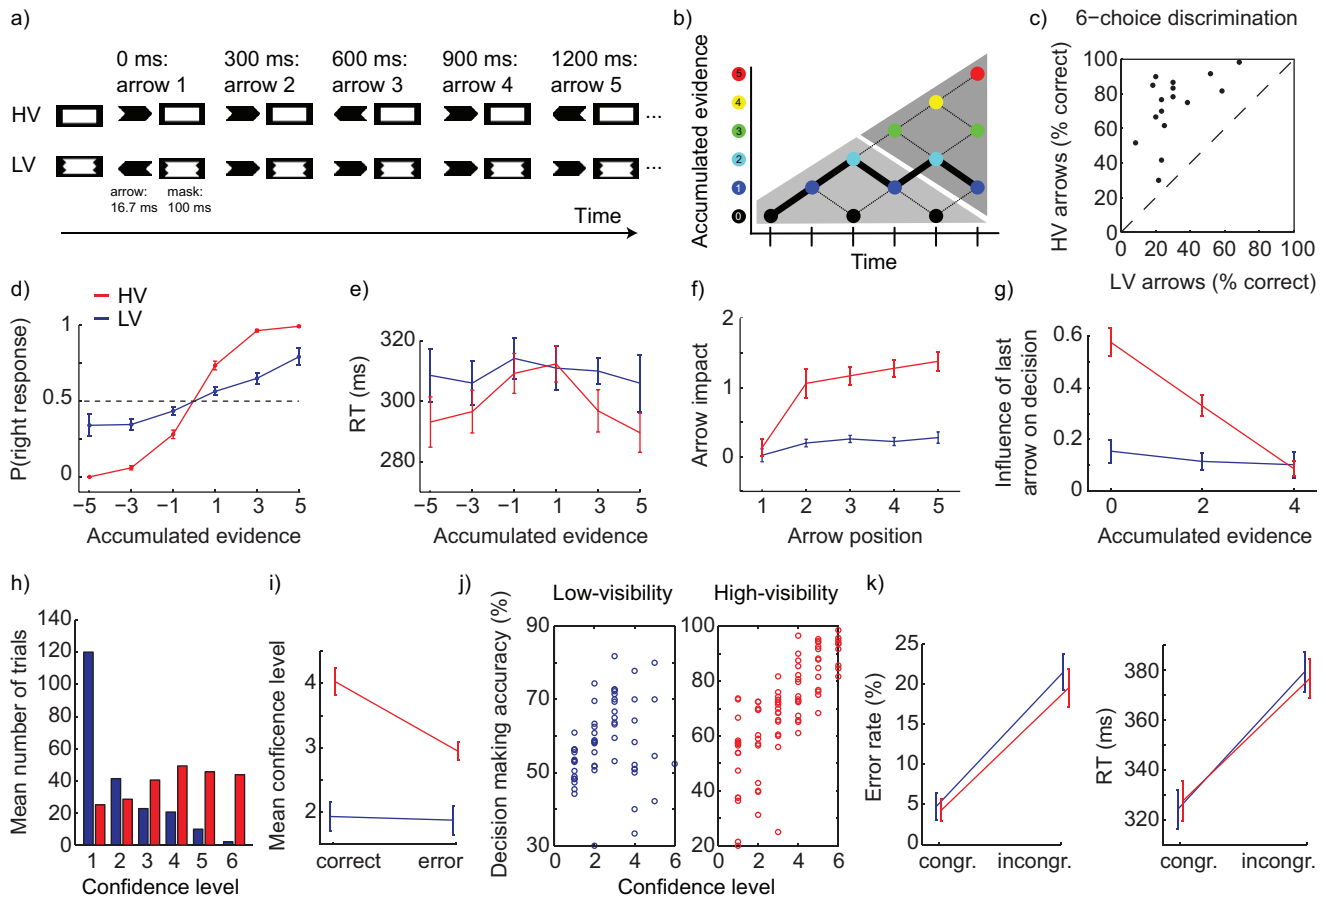 a)
0 ms: 300 ms: 600 ms: 900 ms: 1200 ms:
arrow 1 arrow 2 arrow 3 arrow 4 arrow 5
HV ...
LV ...
arrow: mask:
16.7 ms 100 ms
Time
b)
Accumulated evidence
5
4
3
2
1
0
Time
c)
6−choice discrimination
HV arrows (% correct)
100
80
60
40
20
0
0 20 40 60 80 100
LV arrows (% correct)
d)
HV
LV
P(right response)
1
0.5
0
−5 −3 −1 1 3 5
Accumulated evidence
e)
RT (ms)
320
300
280
−5 −3 −1 1 3 5
Accumulated evidence
f)
Arrow impact
2
1
0
1 2 3 4 5
Arrow position
g)
Influence of last
arrow on decision
0.6
0.4
0.2
0
0 2 4
Accumulated evidence
h)
Mean number of trials
140
120
100
80
60
40
20
0
1 2 3 4 5 6
Confidence level
i)
Mean conficence level
4
3
2
correct error
j)
Low-visibility High-visibility
Decision making accuracy (%)
90
70
50
30
0 2 4 6
100
80
60
40
20
0 2 4 6
Confidence level
k)
Error rate (%)
25
20
15
10
5
0
congr. incongr.
RT (ms)
380
360
340
320
congr. incongr.